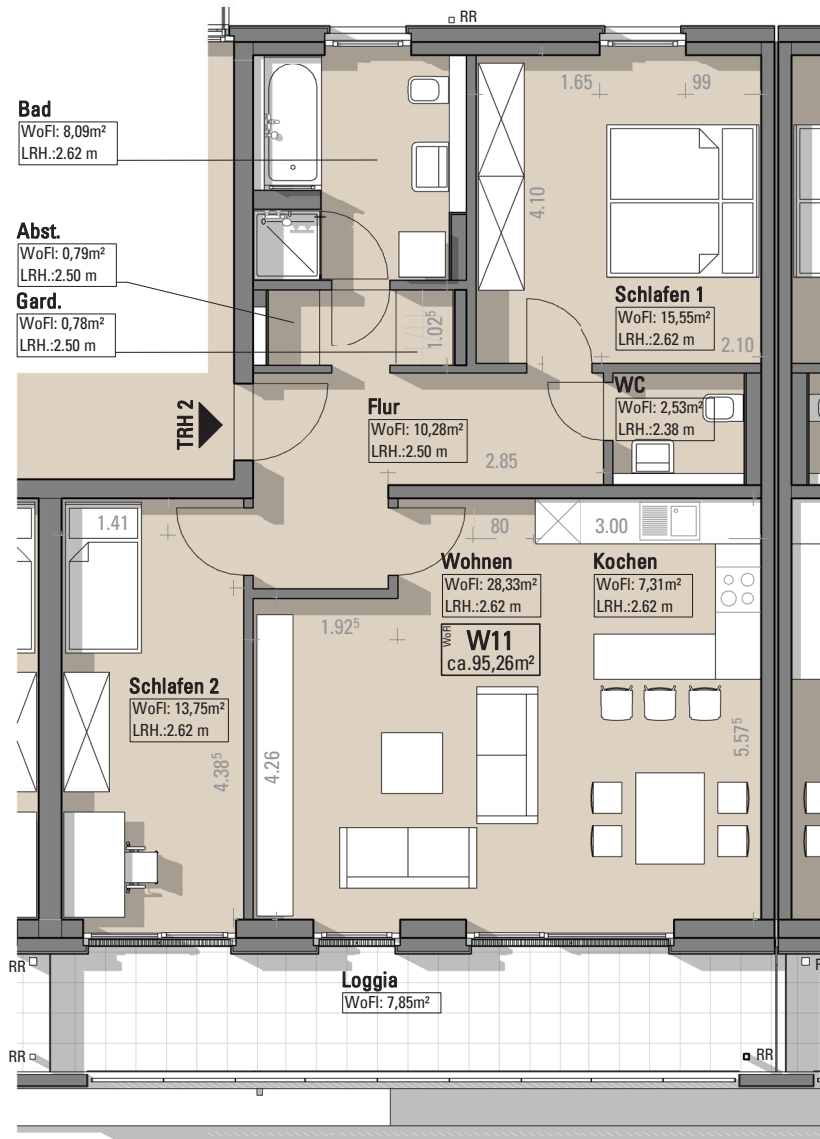 RR
Bad
WoFl: 8,09m²
LRH.:2.62 m
1.65
99
4.10
Abst.
WoFl: 0,79m²
LRH.:2.50 m
Gard.
WoFl: 0,78m²
LRH.:2.50 m
1.02⁵
Schlafen 1
WoFl: 15,55m²
LRH.:2.62 m
2.10
TRH 2
Flur
WoFl: 10,28m²
LRH.:2.50 m
WC
WoFl: 2,53m²
LRH.:2.38 m
2.85
1.41
80
3.00
Wohnen
WoFl: 28,33m²
LRH.:2.62 m
Kochen
WoFl: 7,31m²
LRH.:2.62 m
1.92⁵
WoFl
W11
ca.95,26m²
Schlafen 2
WoFl: 13,75m²
LRH.:2.62 m
4.38⁵
4.26
5.57⁵
RR
Loggia
WoFl: 7,85m²
RR
RR